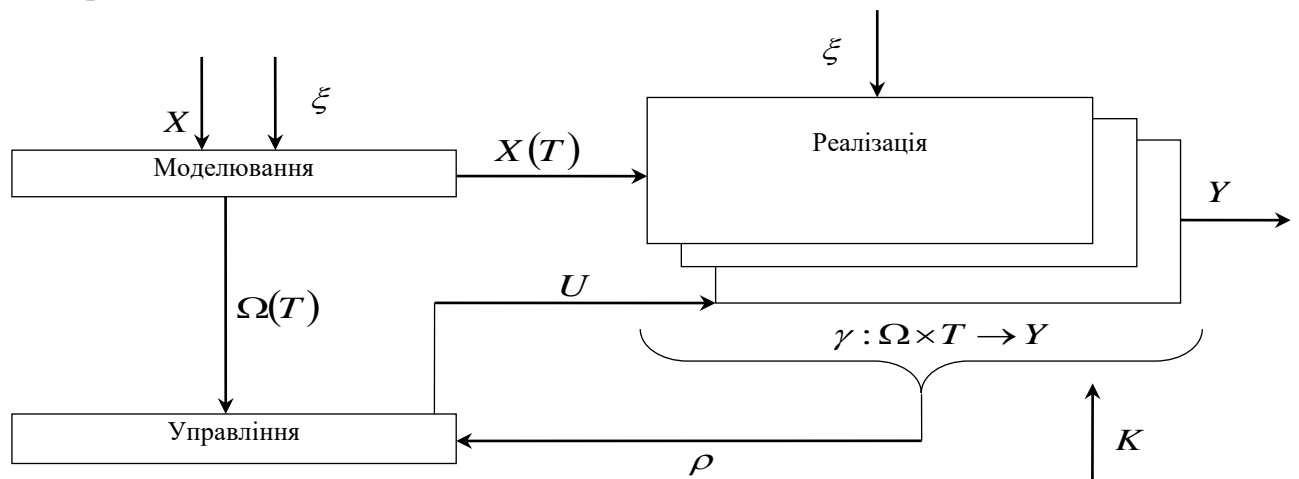 ξ
X
ξ
Моделювання
X(T)
Реалізація
Y
Ω(T)
U
γ : Ω × T → Y
Управління
ρ
K